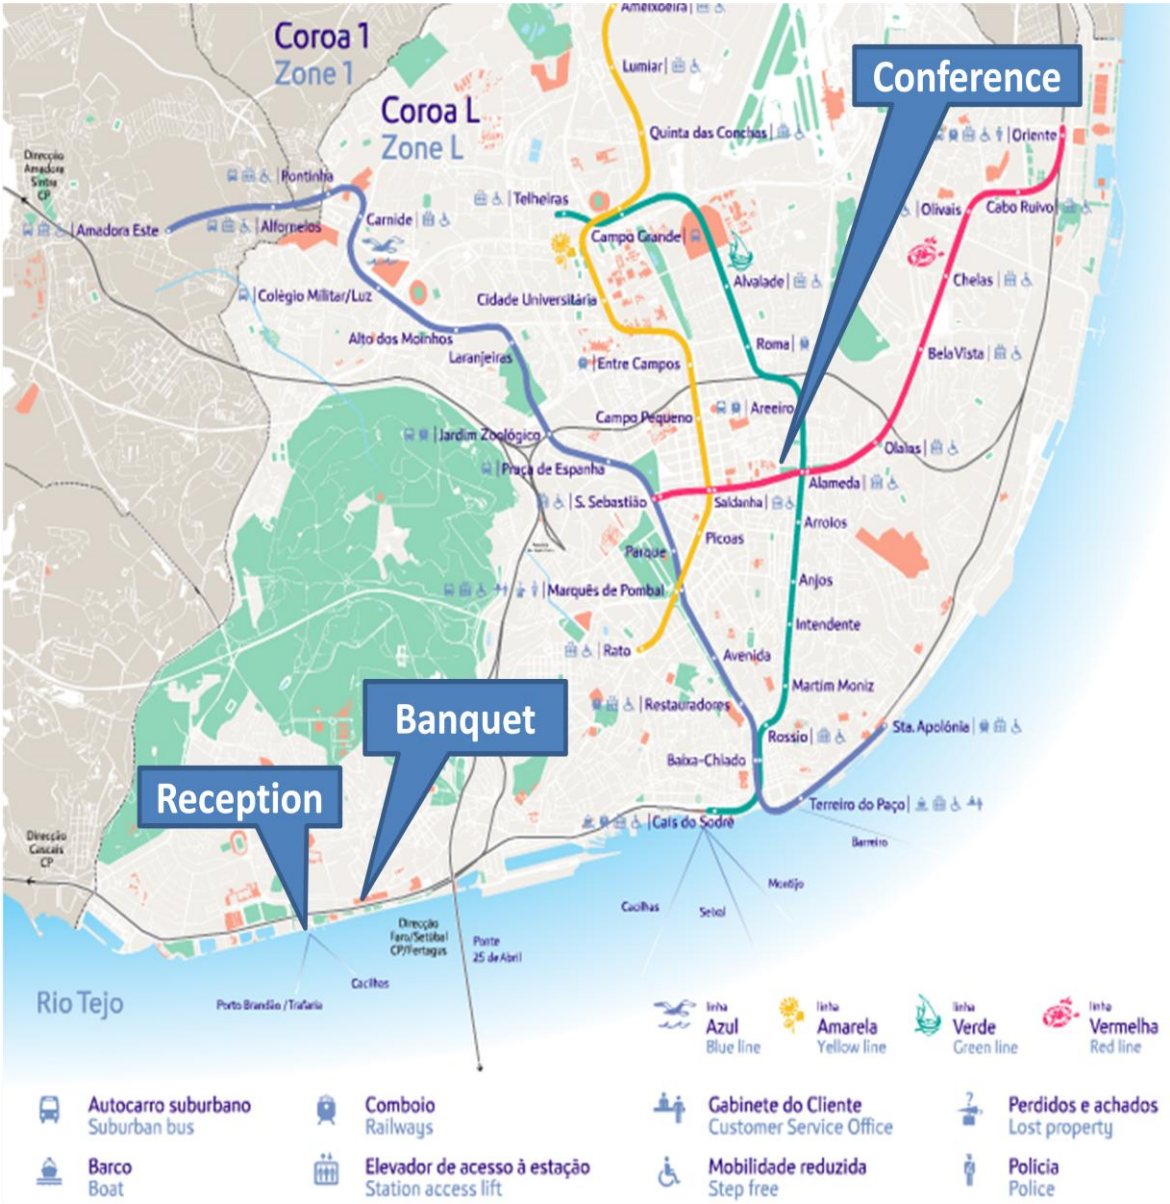 Ameixoeira
Coroa 1
Zone 1
Lumiar
Conference
Coroa L
Zone L
Quinta das Conchas
Oriente
Direcção
Amadora
Sintra
CP
Pontinha
Telheiras
Olivais
Cabo Ruivo
Amadora Este
Alfornelos
Carnide
Campo Grande
Alvalade
Chelas
Colégio Militar/Luz
Cidade Universitária
Alto dos Moinhos
Laranjeiras
Roma
Bela Vista
Entre Campos
Campo Pequeno
Areeiro
Jardim Zoológico
Olaias
Praça de Espanha
Alameda
S. Sebastião
Saldanha
Arroios
Picoas
Parque
Marquês de Pombal
Anjos
Intendente
Rato
Avenida
Martim Moniz
Restauradores
Banquet
Rossio
Sta. Apolónia
Baixa-Chiado
Reception
Terreiro do Paço
Cais do Sodré
Barreiro
Direcção
Cascais
CP
Montijo
Cacilhas
Seixal
Direcção
Faro/Setúbal
CP/Fertagus
Ponte
25 de Abril
Cacilhas
Rio Tejo
Porto Brandão / Trafaria
linha
Azul
Blue line
linha
Amarela
Yellow line
linha
Verde
Green line
linha
Vermelha
Red line
Autocarro suburbano
Suburban bus
Comboio
Railways
Gabinete do Cliente
Customer Service Office
Perdidos e achados
Lost property
Barco
Boat
Elevador de acesso à estação
Station access lift
Mobilidade reduzida
Step free
Polícia
Police